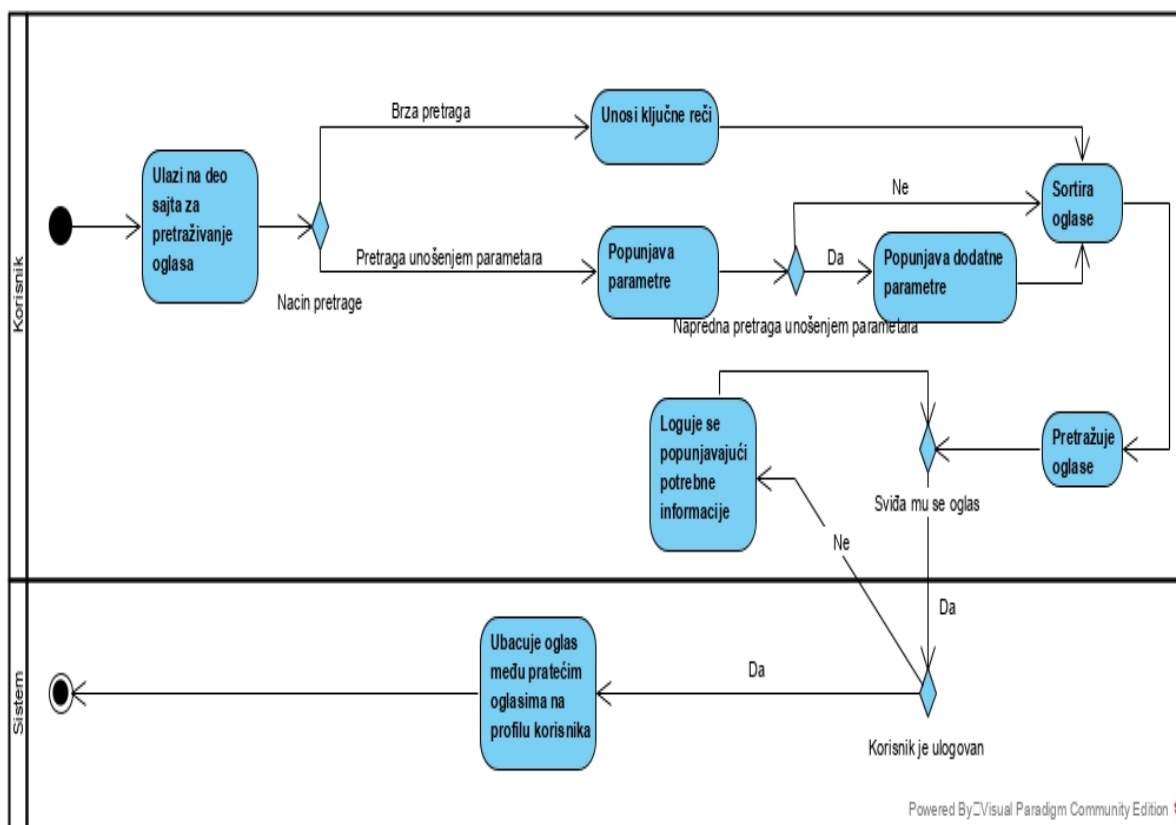 Korisnik
Ulazi na deo
sajta za
pretraživanje
oglasa
Nacin pretrage
Brza pretraga
Unosi ključne reči
Pretraga unošenjem parametara
Popunjava
parametre
Napredna pretraga unošenjem parametara
Ne
Da
Popunjava dodatne
parametre
Sortira
oglase
Pretražuje
oglase
Sviđa mu se oglas
Loguje se
popunjavajući
potrebne
informacije
Ne
Da
Sistem
Korisnik je ulogovan
Da
Ubacuje oglas
među pratećim
oglasima na
profilu korisnika
Powered By Visual Paradigm Community Edition